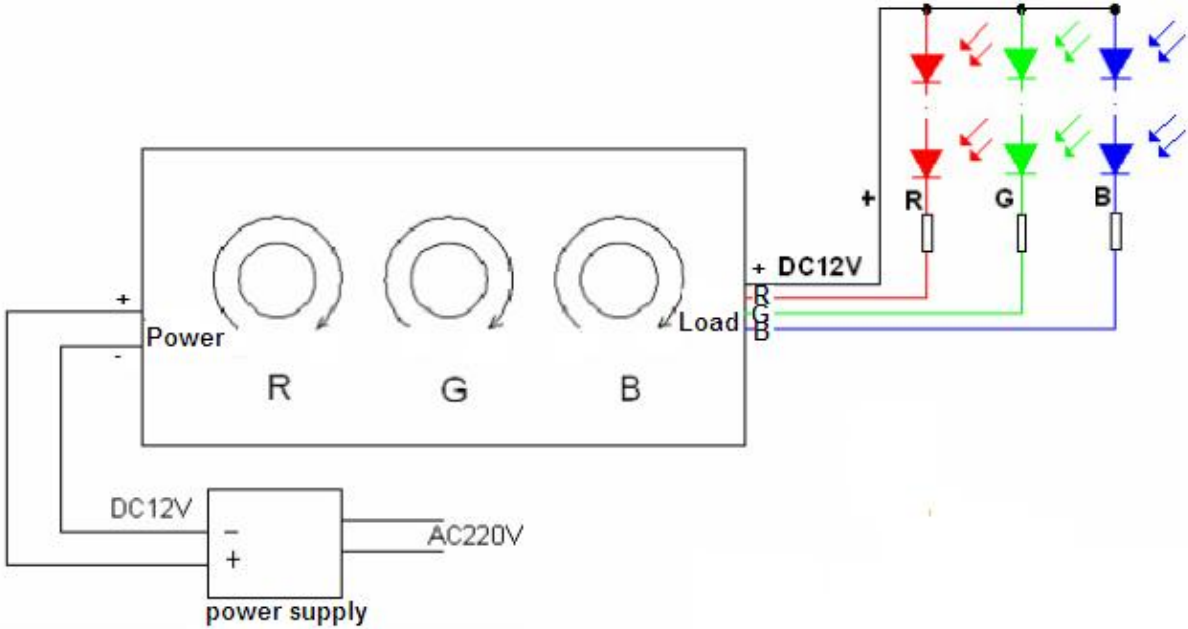 +
R
G
B
+ DC12V
R
G
B
+
Power
Load
-
R
G
B
DC12V
-
+
AC220V
power supply